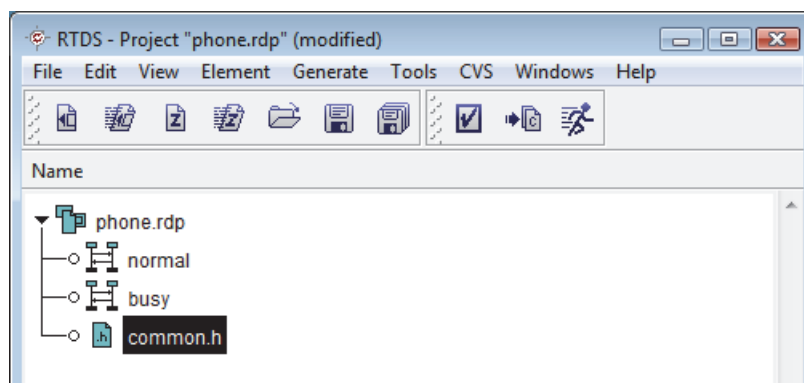 RTDS - Project "phone.rdp" (modified)
File Edit View Element Generate Tools CVS Windows Help
Name
phone.rdp
normal
busy
.h common.h